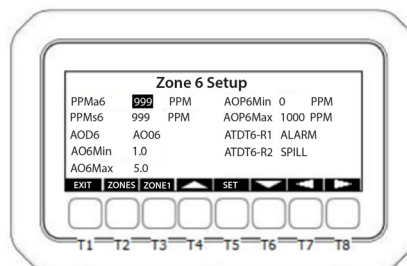 Zone 6 Setup
PPMa6 999 PPM AOP6Min 0 PPM
PPMs6 999 PPM AOP6Max 1000 PPM
AOD6 AO06 ATDT6-R1 ALARM
AO6Min 1.0 ATDT6-R2 SPILL
AO6Max 5.0
EXIT ZONES ZONE1 SET
T1 T2 T3 T4 T5 T6 T7 T8